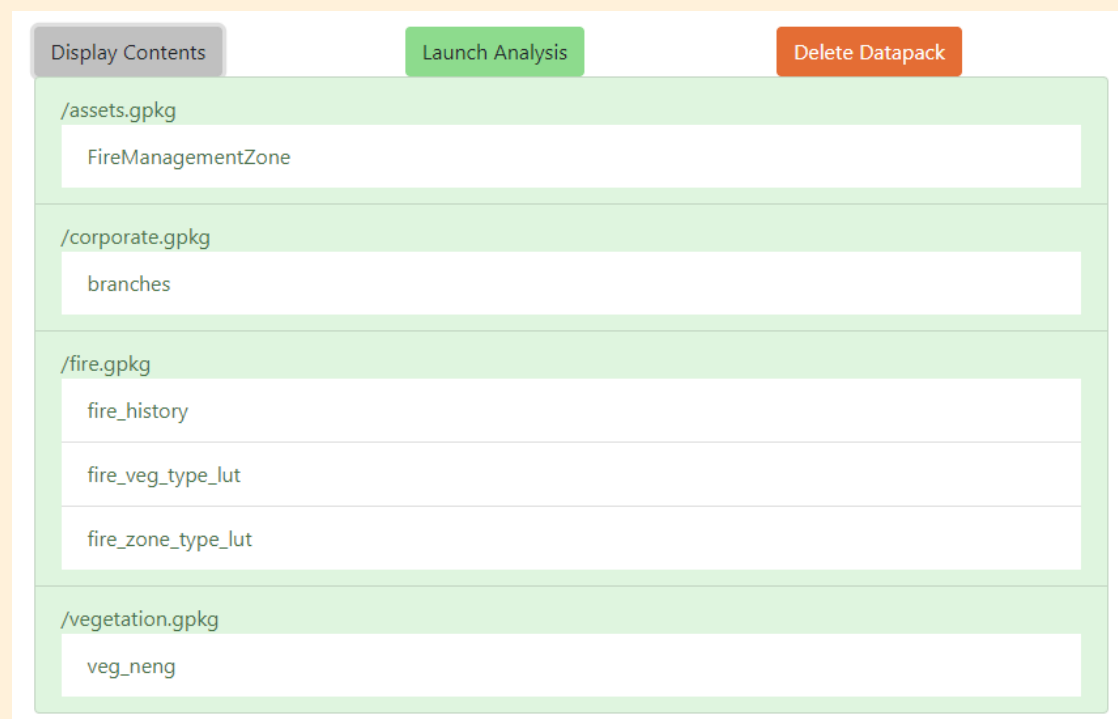 Display Contents
Launch Analysis
Delete Datapack
/assets.gpkg
FireManagementZone
/corporate.gpkg
branches
/fire.gpkg
fire_history
fire_veg_type_lut
fire_zone_type_lut
/vegetation.gpkg
veg_neng